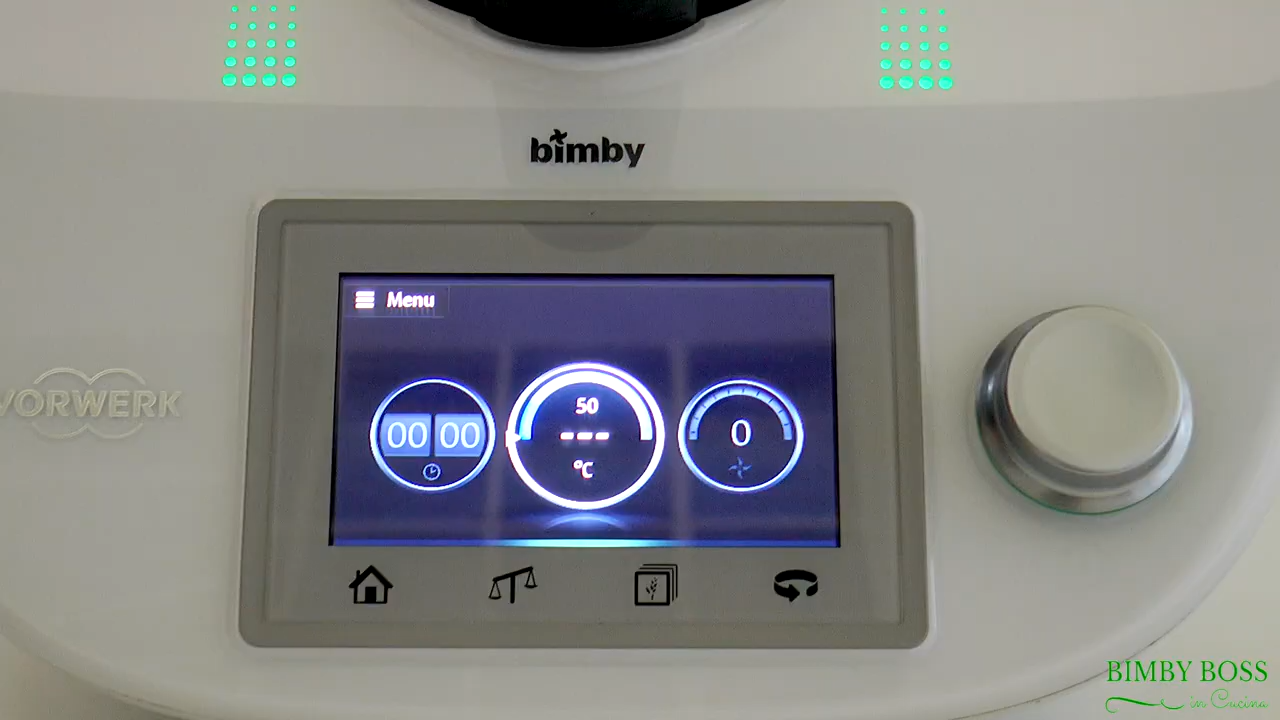 bimby
Menu
VORWERK
00 00
50
---
°C
0
BIMBY BOSS
in Cucina